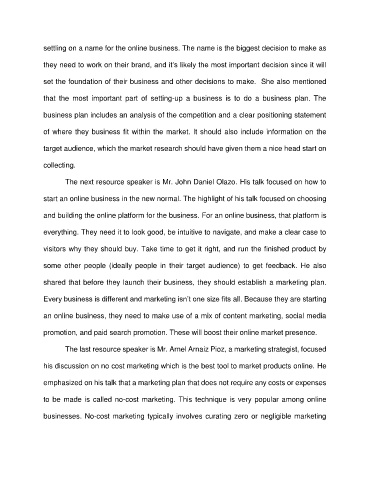 settling on a name for the online business. The name is the biggest decision to make as
they need to work on their brand, and it's likely the most important decision since it will
set the foundation of their business and other decisions to make.  She also mentioned
that the most important part of setting-up a business is to do a business plan. The
business plan includes an analysis of the competition and a clear positioning statement
of where they business fit within the market. It should also include information on the
target audience, which the market research should have given them a nice head start on
collecting.
The next resource speaker is Mr. John Daniel Olazo. His talk focused on how to
start an online business in the new normal. The highlight of his talk focused on choosing
and building the online platform for the business. For an online business, that platform is
everything. They need it to look good, be intuitive to navigate, and make a clear case to
visitors why they should buy. Take time to get it right, and run the finished product by
some other people (ideally people in their target audience) to get feedback. He also
shared that before they launch their business, they should establish a marketing plan.
Every business is different and marketing isn't one size fits all. Because they are starting
an online business, they need to make use of a mix of content marketing, social media
promotion, and paid search promotion. These will boost their online market presence.
The last resource speaker is Mr. Amel Arnaiz Pioz, a marketing strategist, focused
his discussion on no cost marketing which is the best tool to market products online. He
emphasized on his talk that a marketing plan that does not require any costs or expenses
to be made is called no-cost marketing. This technique is very popular among online
businesses. No-cost marketing typically involves curating zero or negligible marketing